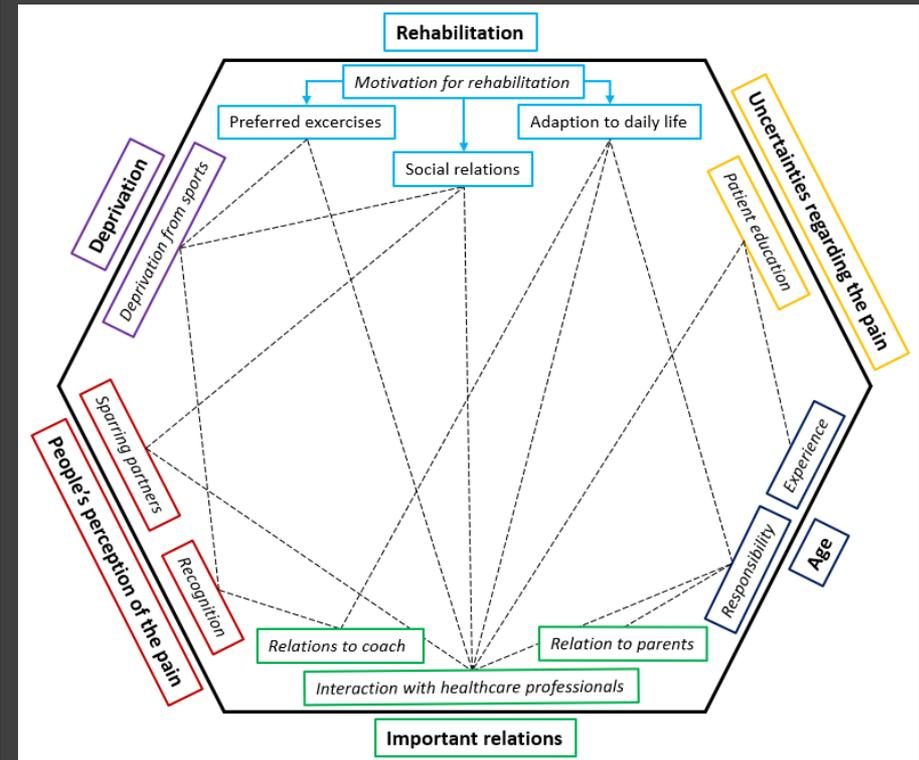 Rehabilitation
Motivation for rehabilitation
Preferred excercises
Adaption to daily life
Social relations
Deprivation
Deprivation from sports
Uncertainties regarding the pain
Patient education
Sparring partners
People's perception of the pain
Recognition
Experience
Responsibility
Age
Relations to coach
Relation to parents
Interaction with healthcare professionals
Important relations